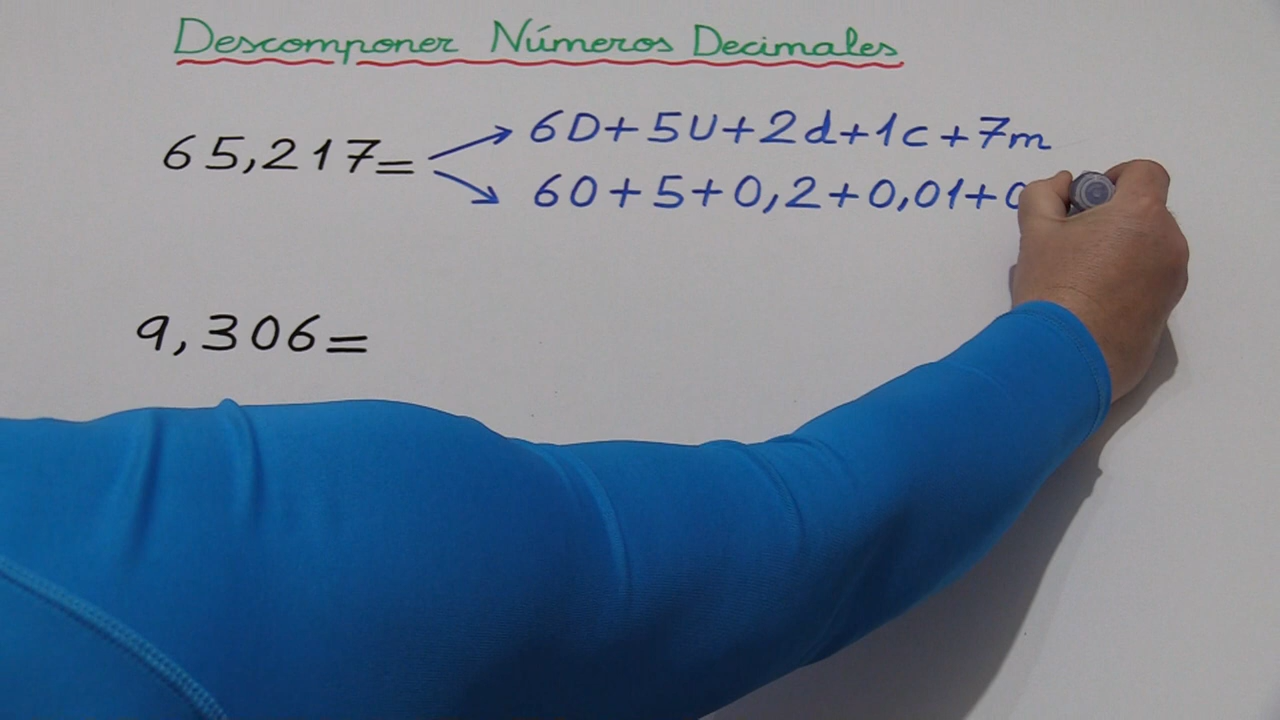 Descomponer Números Decimales
65,217=
6D+5U+2d+1c+7m
60+5+0,2+0,01+0
9,306=